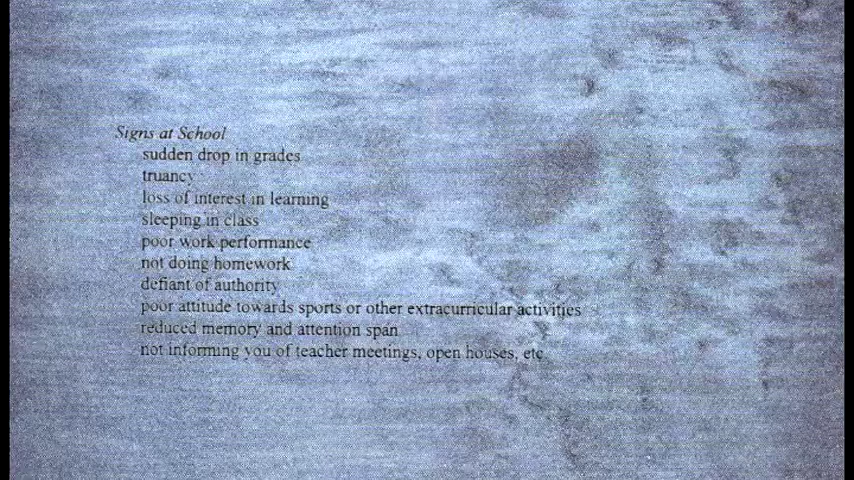 Signs at School
sudden drop in grades
truancy
loss of interest in learning
sleeping in class
poor work performance
not doing homework
defiant of authority
poor attitude towards sports or other extracurricular activities
reduced memory and attention span
not informing you of teacher meetings, open houses, etc